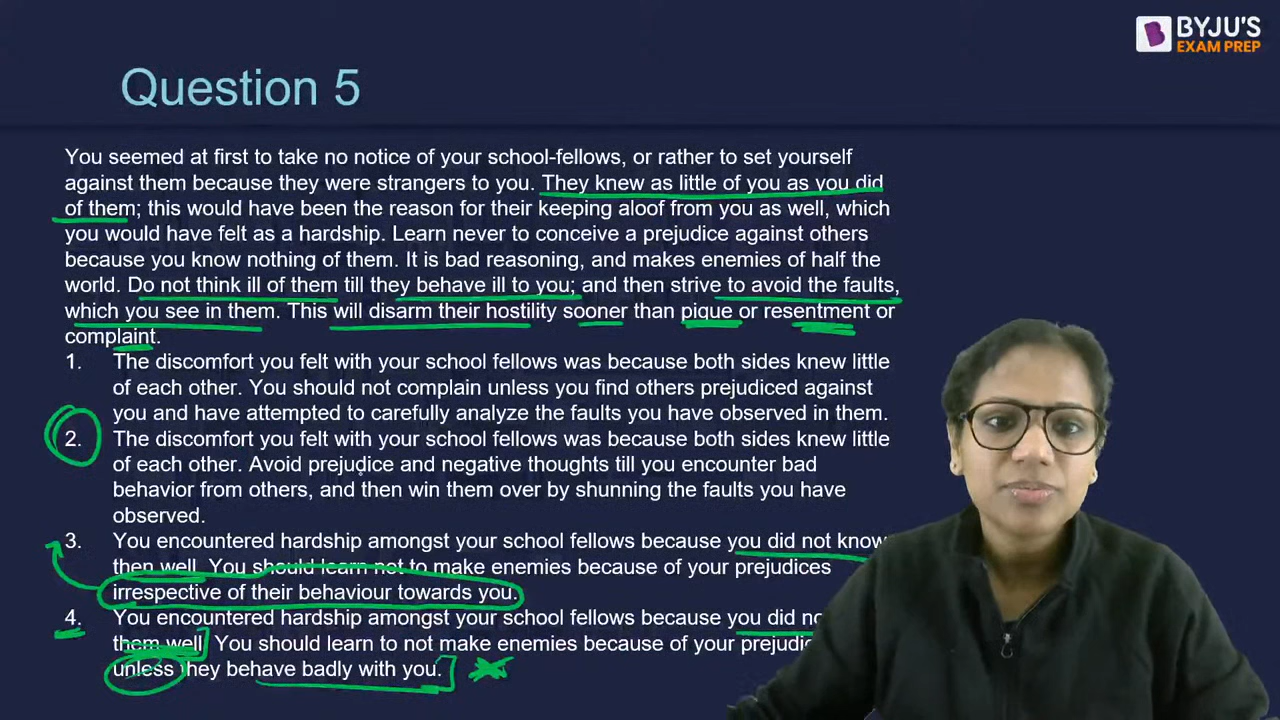 BYJU'S
EXAM PREP
Question 5
You seemed at first to take no notice of your school-fellows, or rather to set yourself
against them because they were strangers to you. They knew as little of you as you did
of them; this would have been the reason for their keeping aloof from you as well, which
you would have felt as a hardship. Learn never to conceive a prejudice against others
because you know nothing of them. It is bad reasoning, and makes enemies of half the
world. Do not think ill of them till they behave ill to you; and then strive to avoid the faults,
which you see in them. This will disarm their hostility sooner than pique or resentment or
complaint.
1. The discomfort you felt with your school fellows was because both sides knew little
of each other. You should not complain unless you find others prejudiced against
you and have attempted to carefully analyze the faults you have observed in them.
2. The discomfort you felt with your school fellows was because both sides knew little
of each other. Avoid prejudice and negative thoughts till you encounter bad
behavior from others, and then win them over by shunning the faults you have
observed.
3. You encountered hardship amongst your school fellows because you did not know
then well. You should learn not to make enemies because of your prejudices
irrespective of their behaviour towards you.
4. You encountered hardship amongst your school fellows because you did
them well. You should learn to not make enemies because of your
unless they behave badly with you.